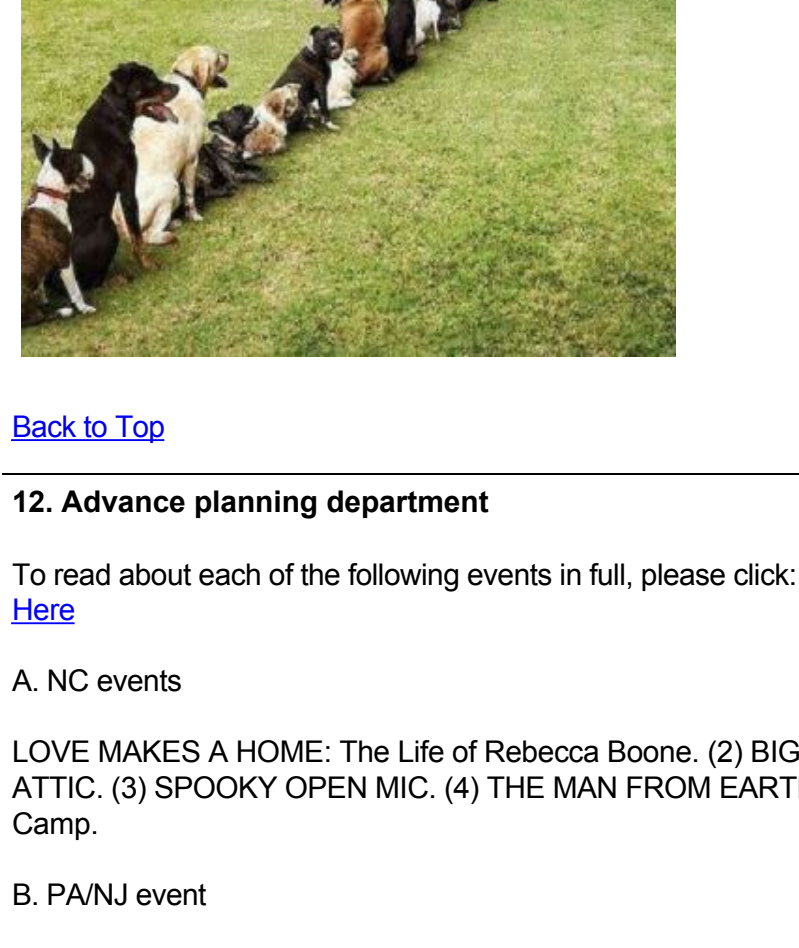 Back to Top
12. Advance planning department
To read about each of the following events in full, please click:
Here
A. NC events
LOVE MAKES A HOME: The Life of Rebecca Boone. (2) BIG
ATTIC. (3) SPOOKY OPEN MIC. (4) THE MAN FROM
Camp.
B. PA/NJ event